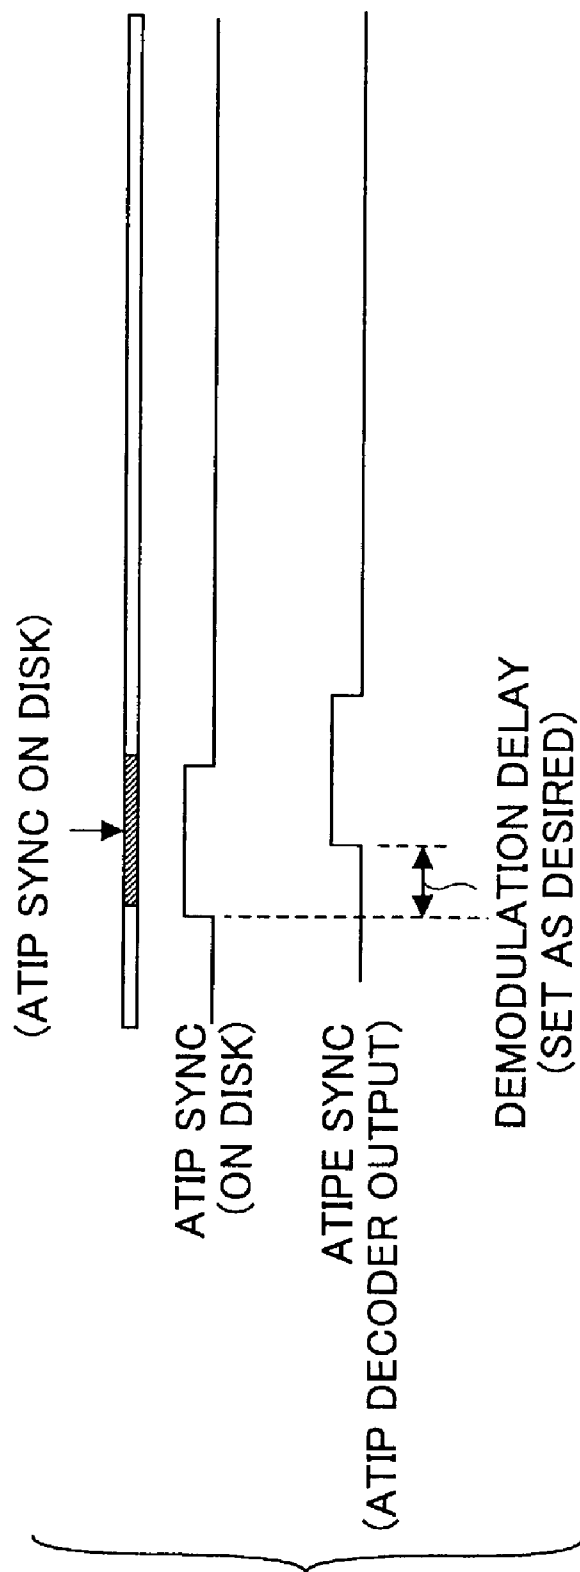 (ATIP SYNC ON DISK)
ATIP SYNC
(ON DISK)
ATIPE SYNC
(ATIP DECODER OUTPUT)
DEMODULATION DELAY
(SET AS DESIRED)